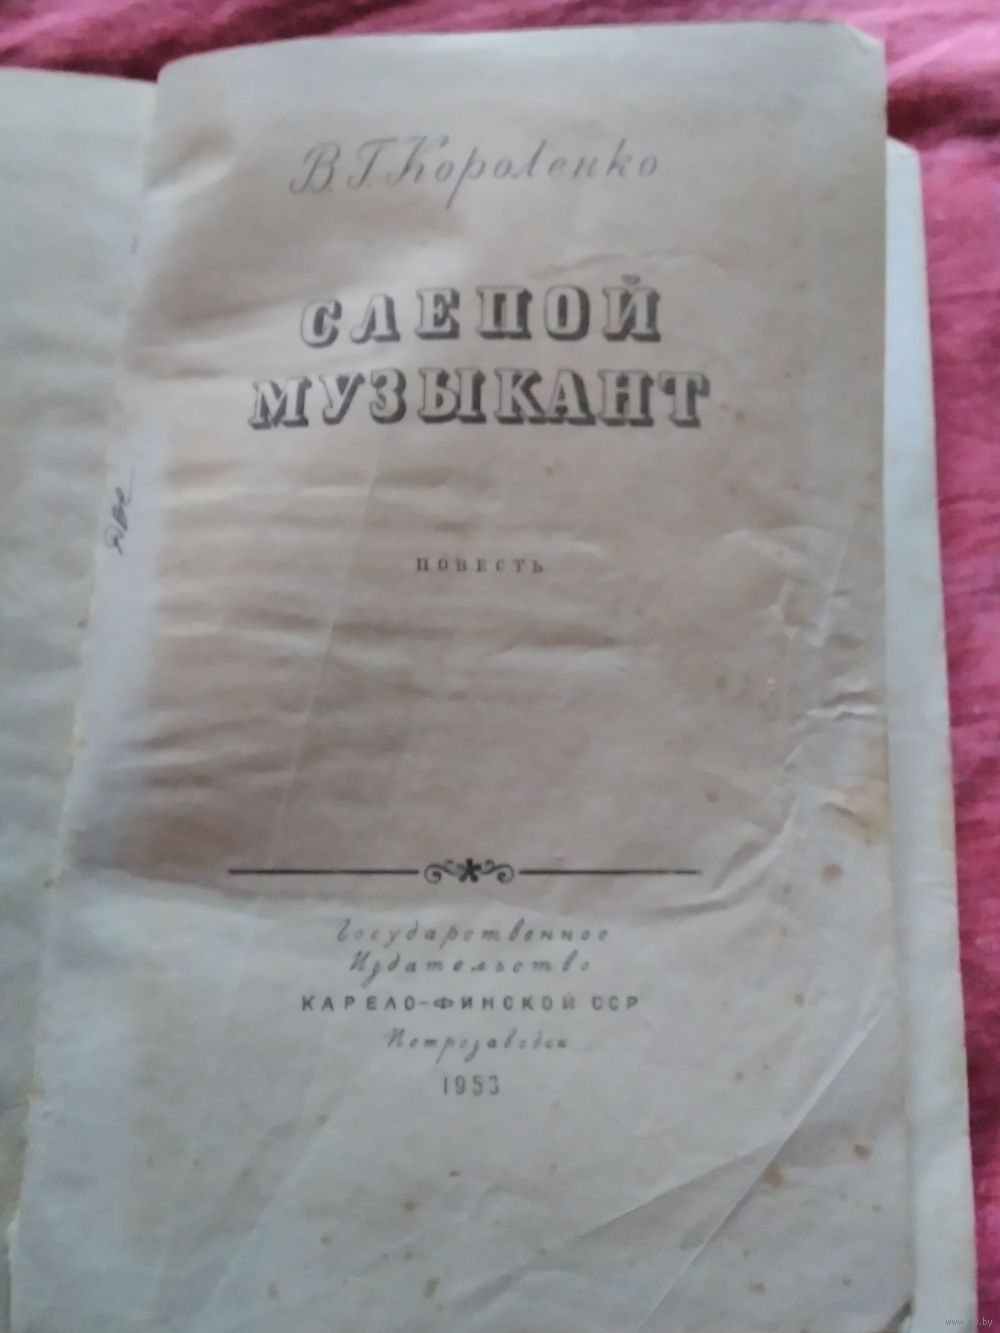 В. Г. Короленко
СЛЕПОЙ
МУЗЫКАНТ
ПОВЕСТЬ
Государственное
Издательство
КАРЕЛО-ФИНСКОЙ ССР
Петрозаводск
1953